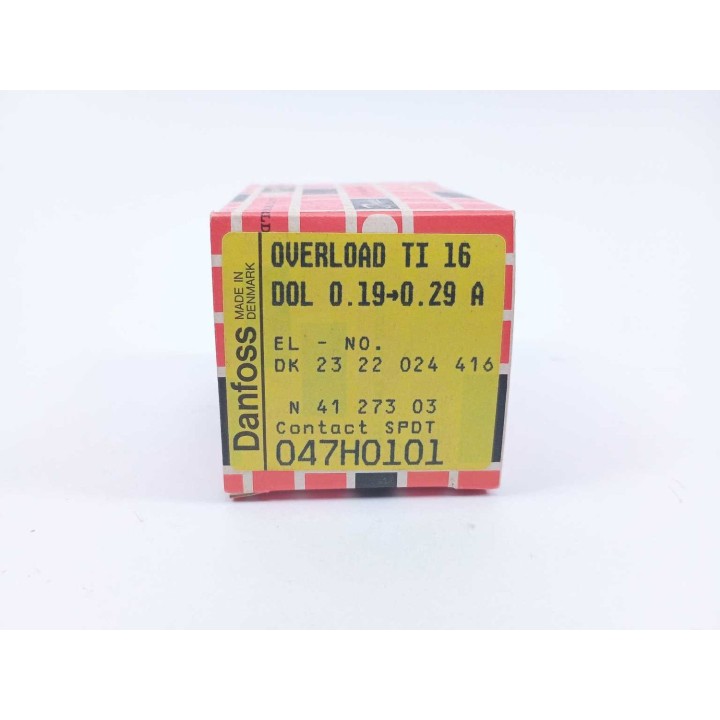 Danfoss
MADE IN
DENMARK
OVERLOAD TI 16
DOL 0.19→0.29 A
EL - NO.
DK 23 22 024 416
N 41 273 03
Contact SPDT
047H0101